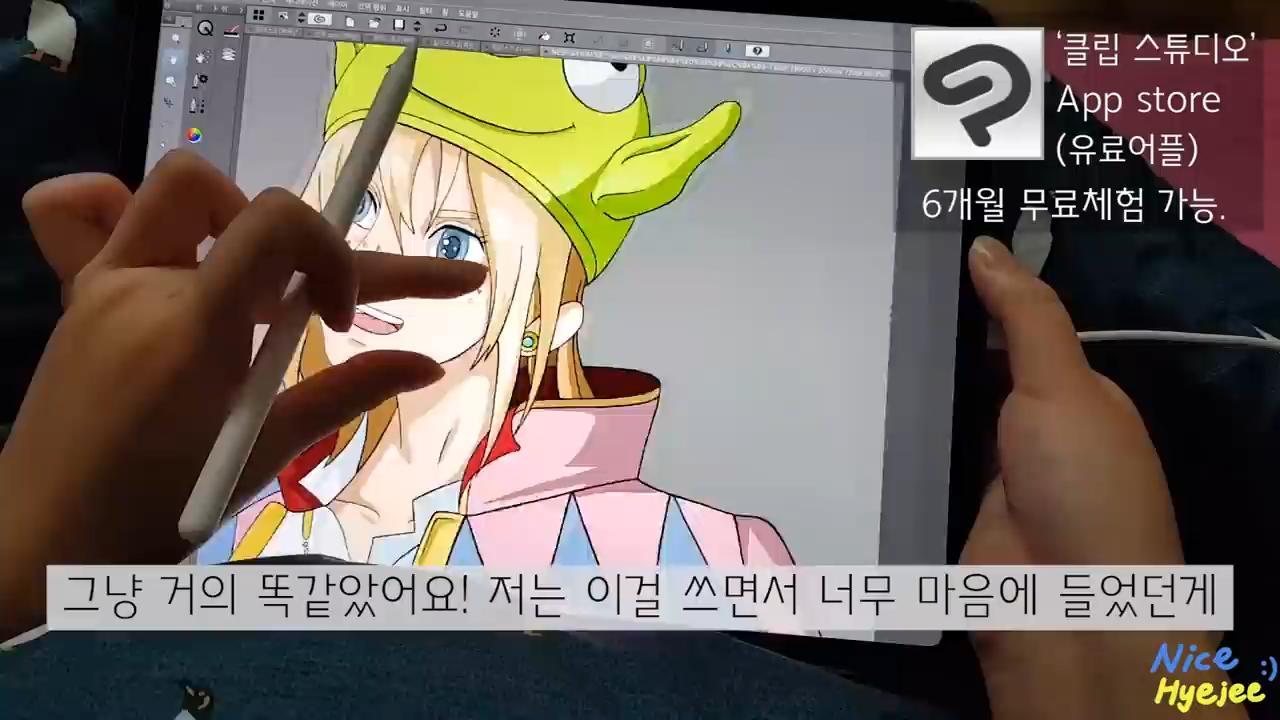 ‘클립 스튜디오’
App store
(유료어플)
6개월 무료체험 가능.
그냥 거의 똑같았어요! 저는 이걸 쓰면서 너무 마음에 들었던게
Nice :)
Hyejee